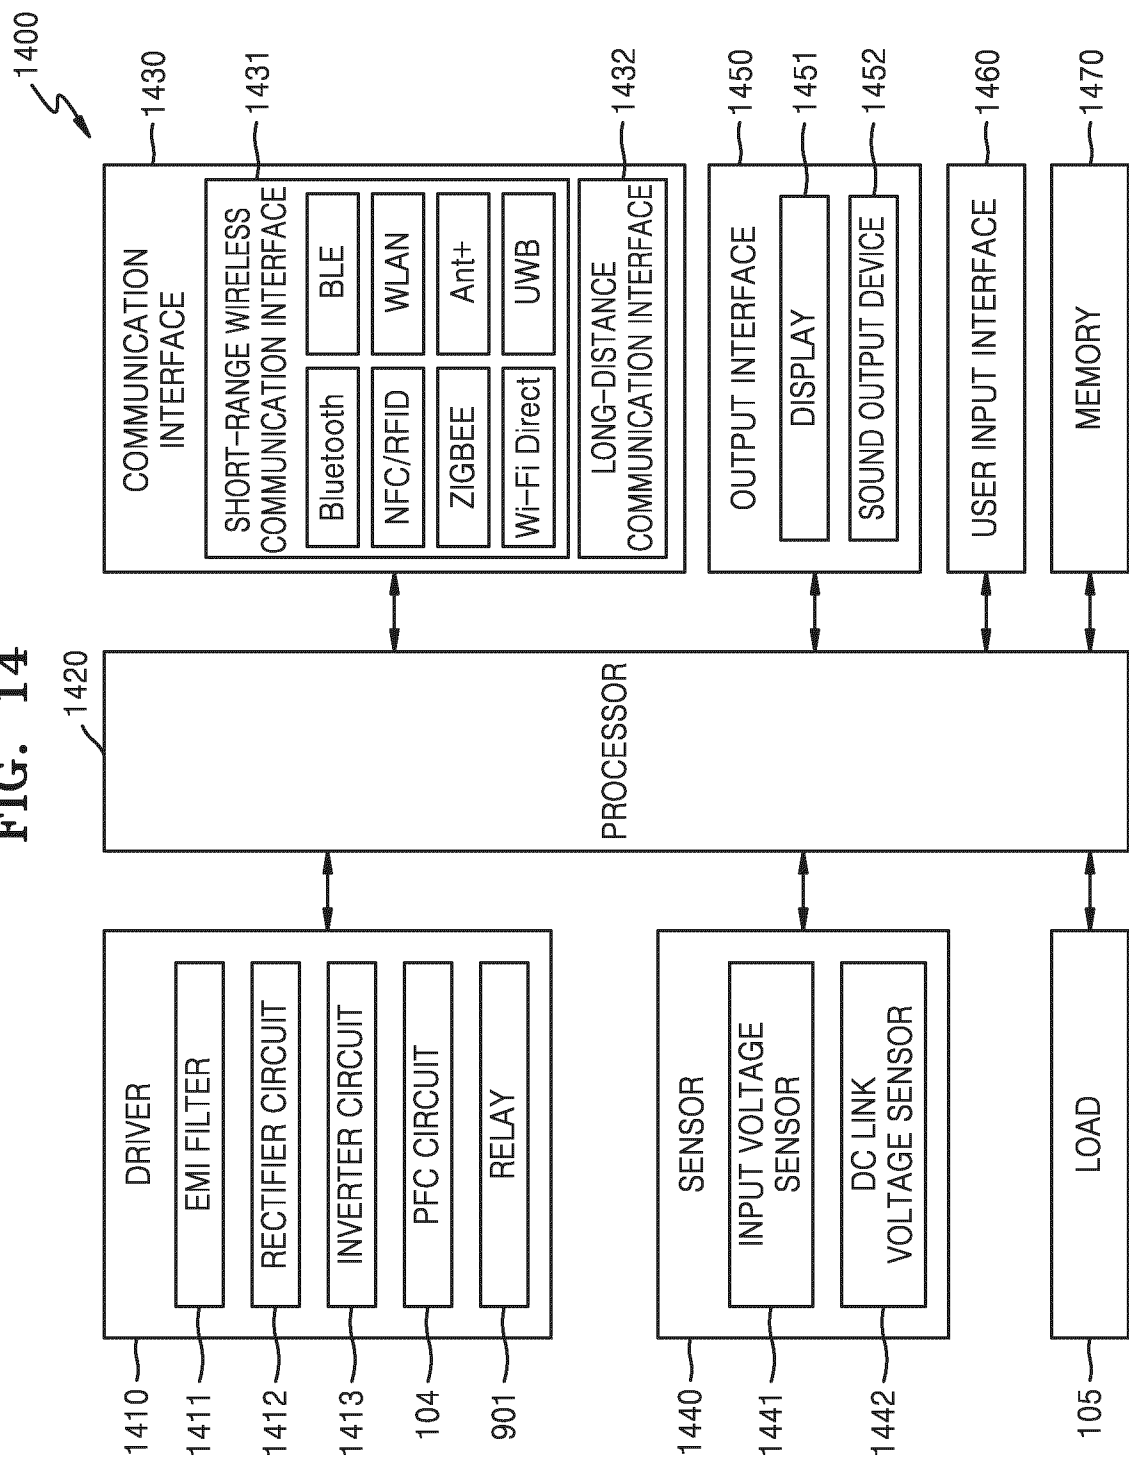 FIG. 14
1400
1420
1410
DRIVER
1411
EMI FILTER
1412
RECTIFIER CIRCUIT
1413
INVERTER CIRCUIT
104
PFC CIRCUIT
901
RELAY
1440
SENSOR
1441
INPUT VOLTAGE
SENSOR
1442
DC LINK
VOLTAGE SENSOR
105
LOAD
PROCESSOR
1430
COMMUNICATION
INTERFACE
1431
SHORT-RANGE WIRELESS
COMMUNICATION INTERFACE
Bluetooth
BLE
NFC/RFID
WLAN
ZIGBEE
Ant+
Wi-Fi Direct
UWB
1432
LONG-DISTANCE
COMMUNICATION INTERFACE
1450
OUTPUT INTERFACE
1451
DISPLAY
1452
SOUND OUTPUT DEVICE
1460
USER INPUT INTERFACE
1470
MEMORY